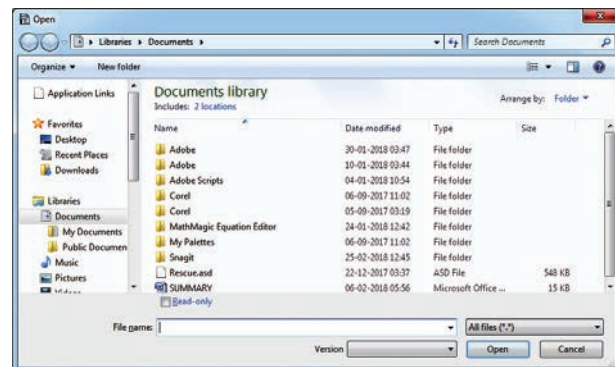 Open
Libraries Documents
Search Documents
Organize New folder
Application Links
Favorites
Desktop
Recent Places
Downloads
Libraries
Documents
My Documents
Public Documen
Music
Pictures
Documents library
Includes: 2 locations
Arrange by: Folder
Name Date modified Type Size
Adobe 30-01-2018 03:47 File folder
Adobe 10-01-2018 03:44 File folder
Adobe Scripts 04-01-2018 10:54 File folder
Corel 06-09-2017 11:02 File folder
Corel 05-09-2017 03:19 File folder
MathMagic Equation Editor 24-01-2018 12:42 File folder
My Palettes 06-09-2017 11:02 File folder
Snagit 25-02-2018 12:45 File folder
Rescue.asd 22-12-2017 03:37 ASD File 548 KB
SUMMARY 06-02-2018 05:56 Microsoft Office ... 15 KB
Read-only
File name: All files (*.*)
Version Open Cancel